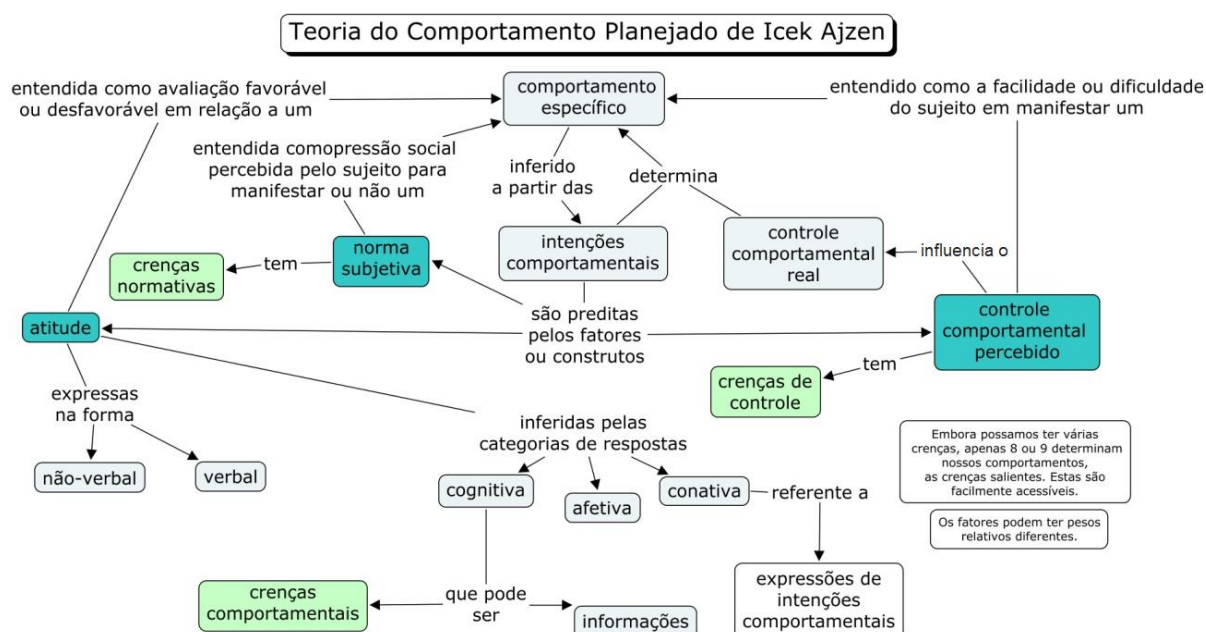 Teoria do Comportamento Planejado de Icek Ajzen
entendida como avaliação favorável
ou desfavorável em relação a um
comportamento
específico
entendido como a facilidade ou dificuldade
do sujeito em manifestar um
entendida comopressão social
percebida pelo sujeito para
manifestar ou não um
inferido
a partir das
determina
crenças
normativas
tem
norma
subjetiva
intenções
comportamentais
controle
comportamental
real
influencia o
atitude
são preditas
pelos fatores
ou construtos
controle
comportamental
percebido
tem
crenças de
controle
expressas
na forma
não-verbal
verbal
inferidas pelas
categorias de respostas
cognitiva
afetiva
conativa
referente a
Embora possamos ter várias
crenças, apenas 8 ou 9 determinam
nossos comportamentos,
as crenças salientes. Estas são
facilmente acessíveis.
Os fatores podem ter pesos
relativos diferentes.
crenças
comportamentais
que pode
ser
informações
expressões de
intenções
comportamentais